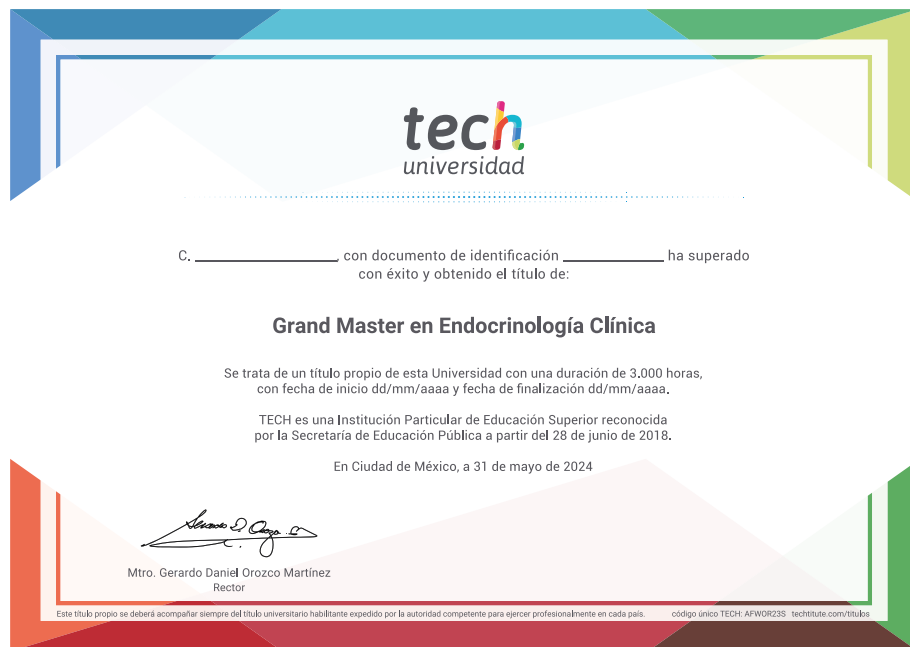 tech
universidad
C. ________________, con documento de identificación ____________ ha superado
con éxito y obtenido el título de:
Grand Master en Endocrinología Clínica
Se trata de un título propio de esta Universidad con una duración de 3.000 horas,
con fecha de inicio dd/mm/aaaa y fecha de finalización dd/mm/aaaa.
TECH es una Institución Particular de Educación Superior reconocida
por la Secretaría de Educación Pública a partir del 28 de junio de 2018.
En Ciudad de México, a 31 de mayo de 2024
Mtro. Gerardo Daniel Orozco Martínez
Rector
Este título propio se deberá acompañar siempre del título universitario habilitante expedido por la autoridad competente para ejercer profesionalmente en cada país. código único TECH: AFWOR23S techtitute.com/titulos